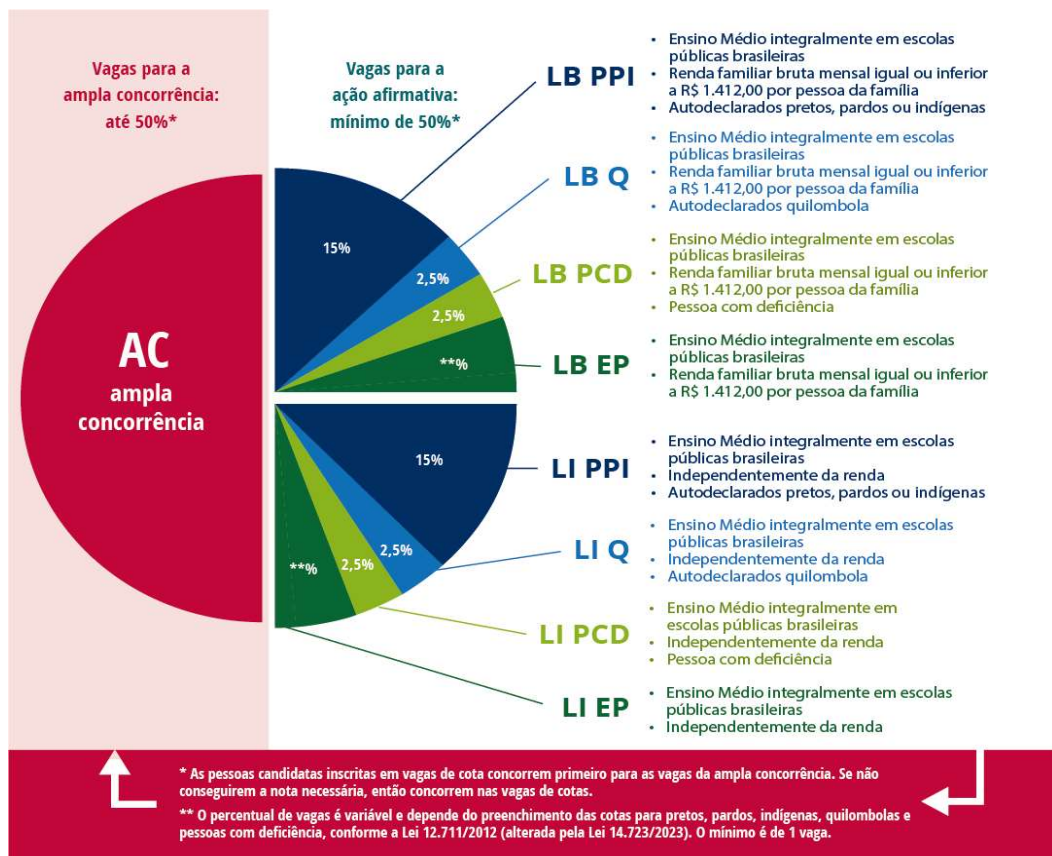 Vagas para a
ampla concorrência:
até 50%*
Vagas para a
ação afirmativa:
mínimo de 50%*
AC
ampla
concorrência
15%
2,5%
2,5%
**%
15%
2,5%
2,5%
**%
LB PPI
• Ensino Médio integralmente em escolas
públicas brasileiras
• Renda familiar bruta mensal igual ou inferior
a R$ 1.412,00 por pessoa da família
• Autodeclarados pretos, pardos ou indígenas
LB Q
• Ensino Médio integralmente em escolas
públicas brasileiras
• Renda familiar bruta mensal igual ou inferior
a R$ 1.412,00 por pessoa da família
• Autodeclarados quilombola
LB PCD
• Ensino Médio integralmente em escolas
públicas brasileiras
• Renda familiar bruta mensal igual ou inferior
a R$ 1.412,00 por pessoa da família
• Pessoa com deficiência
LB EP
• Ensino Médio integralmente em escolas
públicas brasileiras
• Renda familiar bruta mensal igual ou inferior
a R$ 1.412,00 por pessoa da família
LI PPI
• Ensino Médio integralmente em escolas
públicas brasileiras
• Independentemente da renda
• Autodeclarados pretos, pardos ou indígenas
LI Q
• Ensino Médio integralmente em escolas
públicas brasileiras
• Independentemente da renda
• Autodeclarados quilombola
LI PCD
• Ensino Médio integralmente em
escolas públicas brasileiras
• Independentemente da renda
• Pessoa com deficiência
LI EP
• Ensino Médio integralmente em escolas
públicas brasileiras
• Independentemente da renda
* As pessoas candidatas inscritas em vagas de cota concorrem primeiro para as vagas da ampla concorrência. Se não
conseguirem a nota necessária, então concorrem nas vagas de cotas.
** O percentual de vagas é variável e depende do preenchimento das cotas para pretos, pardos, indígenas, quilombolas e
pessoas com deficiência, conforme a Lei 12.711/2012 (alterada pela Lei 14.723/2023). O mínimo é de 1 vaga.